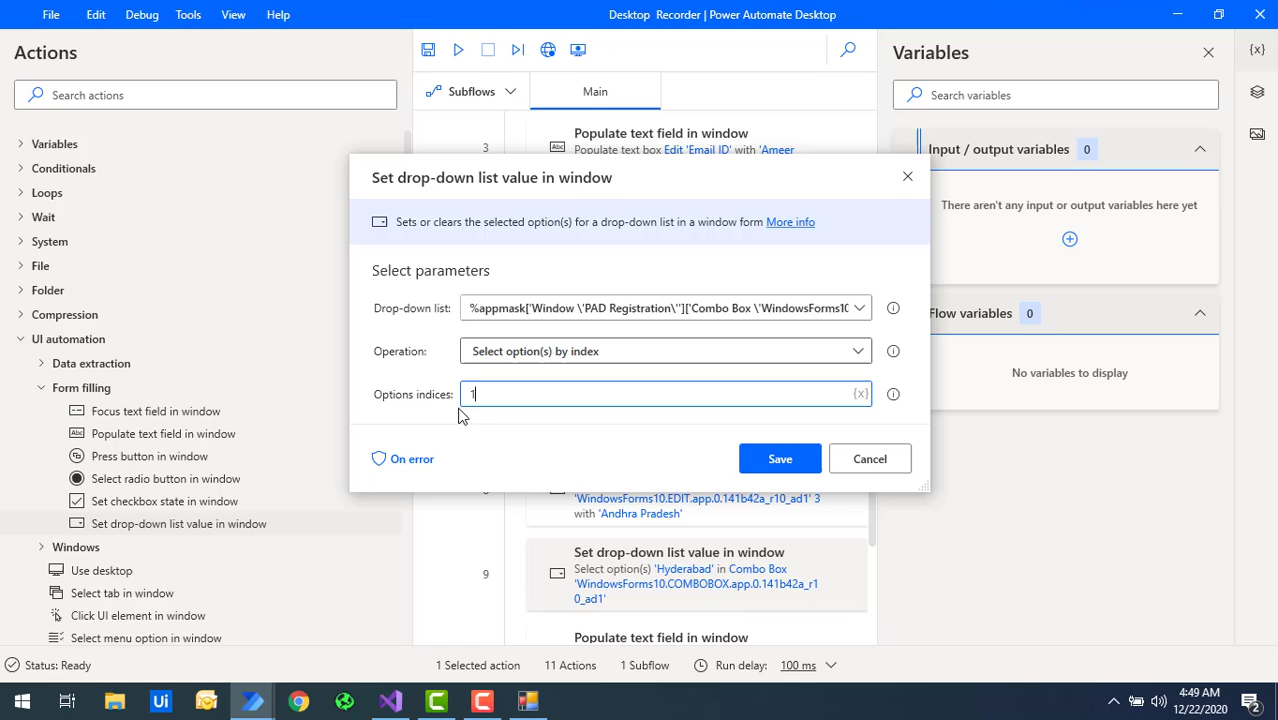 File Edit Debug Tools View Help Desktop Recorder | Power Automate Desktop
Actions
Search actions
Variables
Conditionals
Loops
Wait
System
File
Folder
Compression
UI automation
Data extraction
Form filling
Focus text field in window
Populate text field in window
Press button in window
Select radio button in window
Set checkbox state in window
Set drop-down list value in window
Windows
Use desktop
Select tab in window
Click UI element in window
Select menu option in window
Subflows Main
3 Populate text field in window
Abc Populate text box Edit 'Email ID' with 'Ameer
Set drop-down list value in window
Sets or clears the selected option(s) for a drop-down list in a window form More info
Select parameters
Drop-down list: %appmask['Window \'PAD Registration\'']['Combo Box \'WindowsForms10
Operation: Select option(s) by index
Options indices: 1 {x}
On error Save Cancel
'WindowsForms10.EDIT.app.0.141b42a_r10_ad1' 3
with 'Andhra Pradesh'
9 Set drop-down list value in window
Select option(s) 'Hyderabad' in Combo Box
'WindowsForms10.COMBOBOX.app.0.141b42a_r1
0_ad1'
Populate text field in window
Variables {x}
Search variables
Input / output variables 0
There aren't any input or output variables here yet
Flow variables 0
No variables to display
Status: Ready 1 Selected action 11 Actions 1 Subflow Run delay: 100 ms
Ui 4:49 AM
12/22/2020 2